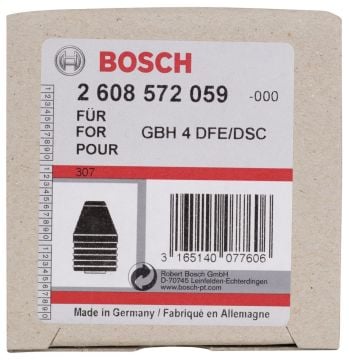 BOSCH
2 608 572 059 -000
FÜR
FOR GBH 4 DFE/DSC
POUR
307
3 165140 077606
Robert Bosch GmbH
D-70745 Leinfelden-Echterdingen
www.bosch-pt.com
Made in Germany / Fabriqué en Allemagne